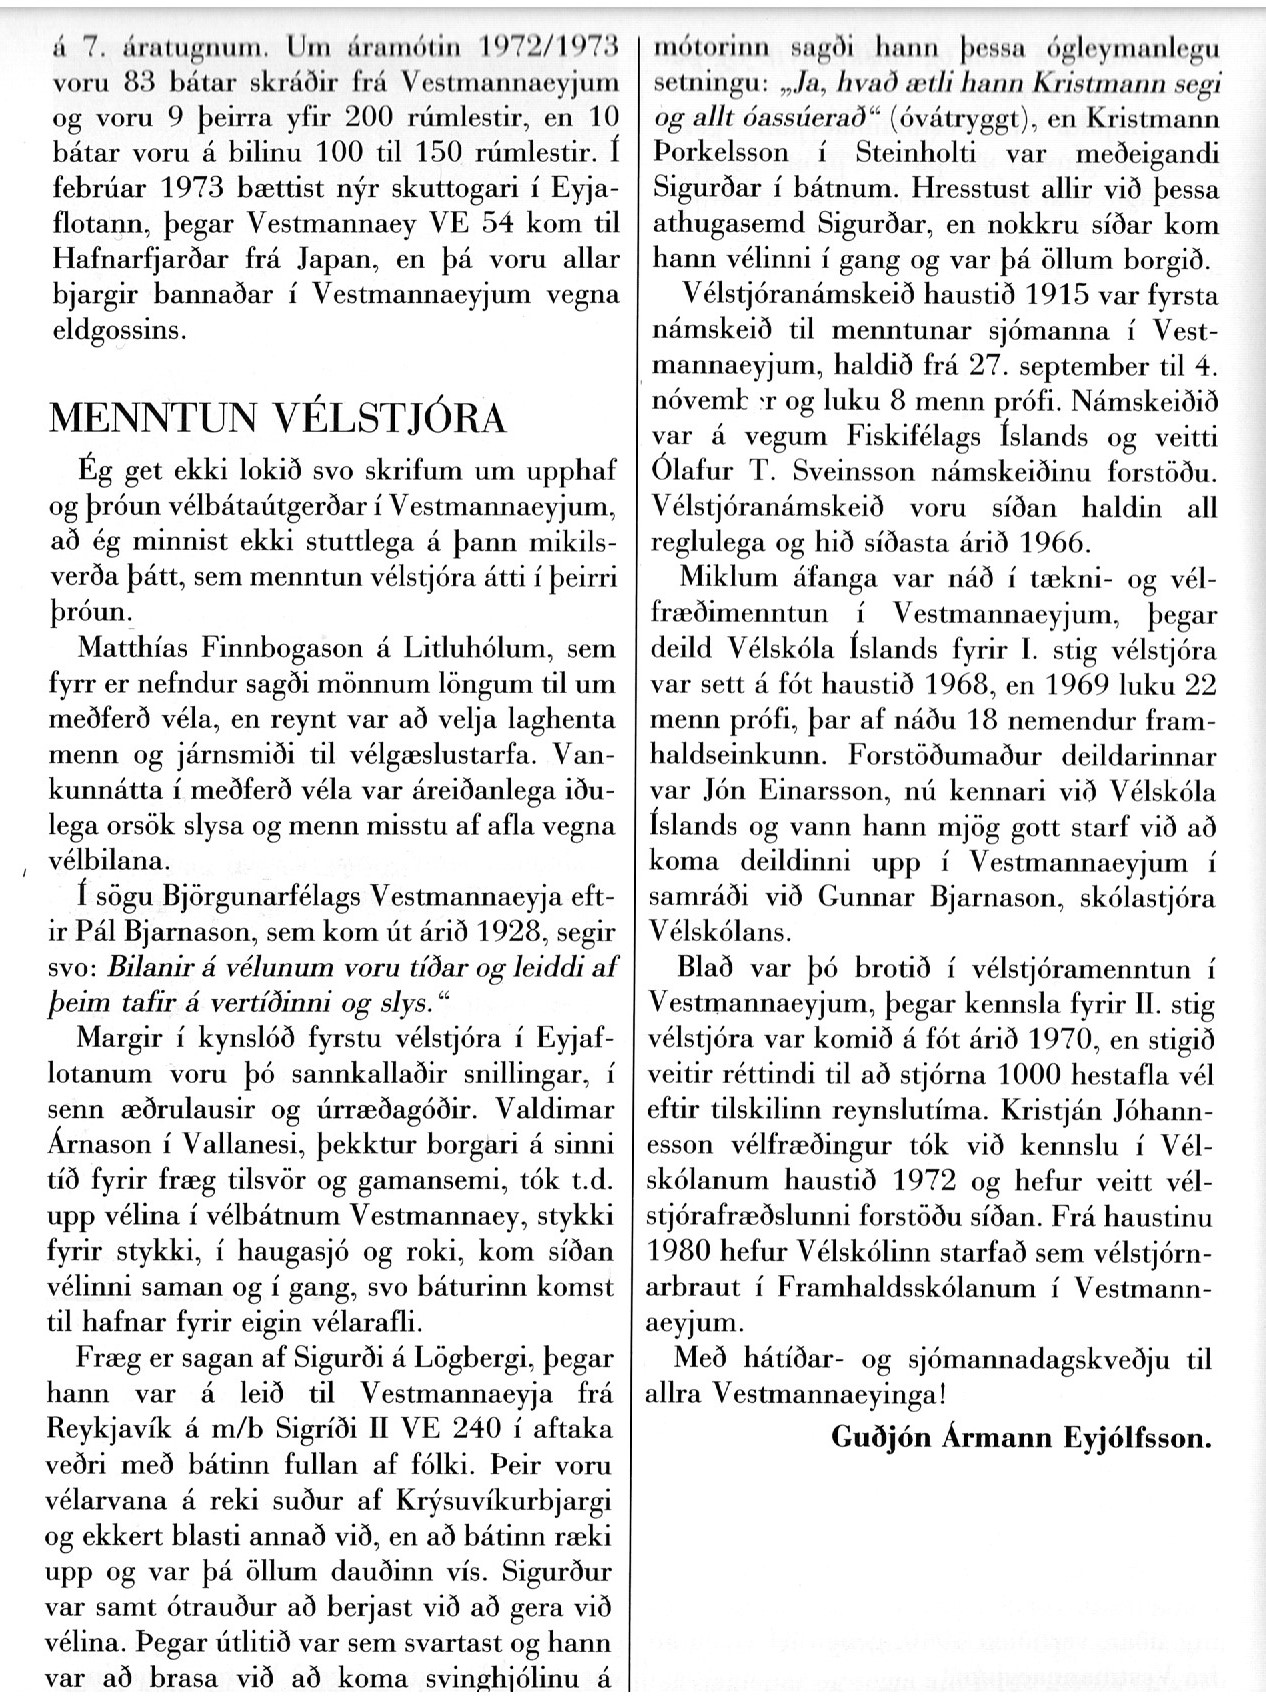 á 7. áratugnum. Um áramótin 1972/1973
voru 83 bátar skráðir frá Vestmannaeyjum
og voru 9 þeirra yfir 200 rúmlestir, en 10
bátar voru á bilinu 100 til 150 rúmlestir. Í
febrúar 1973 bættist nýr skuttogari í Eyja-
flotann, þegar Vestmannaey VE 54 kom til
Hafnarfjarðar frá Japan, en þá voru allar
bjargir bannaðar í Vestmannaeyjum vegna
eldgossins.
MENNTUN VÉLSTJÓRA
Ég get ekki lokið svo skrifum um upphaf
og þróun vélbátaútgerðar í Vestmannaeyjum,
að ég minnist ekki stuttlega á þann mikils-
verða þátt, sem menntun vélstjóra átti í þeirri
þróun.
Matthías Finnbogason á Litluhólum, sem
fyrr er nefndur sagði mönnum löngum til um
meðferð véla, en reynt var að velja laghenta
menn og járnsmiði til vélgæslustarfa. Van-
kunnátta í meðferð véla var áreiðanlega iðu-
lega orsök slysa og menn misstu af afla vegna
vélbilana.
Í sögu Björgunarfélags Vestmannaeyja eft-
ir Pál Bjarnason, sem kom út árið 1928, segir
svo: Bilanir á vélunum voru tíðar og leiddi af
þeim tafir á vertíðinni og slys.“
Margir í kynslóð fyrstu vélstjóra í Eyjaf-
lotanum voru þó sannkallaðir snillingar, í
senn æðrulausir og úrræðagóðir. Valdimar
Árnason í Vallanesi, þekktur borgari á sinni
tíð fyrir fræg tilsvör og gamansemi, tók t.d.
upp vélina í vélbátnum Vestmannaey, stykki
fyrir stykki, í haugasjó og roki, kom síðan
vélinni saman og í gang, svo báturinn komst
til hafnar fyrir eigin vélarafli.
Fræg er sagan af Sigurði á Lögbergi, þegar
hann var á leið til Vestmannaeyja frá
Reykjavík á m/b Sigríði II VE 240 í aftaka
veðri með bátinn fullan af fólki. Þeir voru
vélarvana á reki suður af Krýsuvíkurbjargi
og ekkert blasti annað við, en að bátinn ræki
upp og var þá öllum dauðinn vís. Sigurður
var samt ótrauður að berjast við að gera við
vélina. Þegar útlitið var sem svartast og hann
var að brasa við að koma svinghjólinu á
mótorinn sagði hann þessa ógleymanlegu
setningu: „Ja, hvað ætli hann Kristmann segi
og allt óassúerað“ (óvátryggt), en Kristmann
Þorkelsson í Steinholti var meðeigandi
Sigurðar í bátnum. Hresstust allir við þessa
athugasemd Sigurðar, en nokkru síðar kom
hann vélinni í gang og var þá öllum borgið.
Vélstjóranámskeið haustið 1915 var fyrsta
námskeið til menntunar sjómanna í Vest-
mannaeyjum, haldið frá 27. september til 4.
nóvember og luku 8 menn prófi. Námskeiðið
var á vegum Fiskifélags Íslands og veitti
Ólafur T. Sveinsson námskeiðinu forstöðu.
Vélstjóranámskeið voru síðan haldin all
reglulega og hið síðasta árið 1966.
Miklum áfanga var náð í tækni- og vél-
fræðimenntun í Vestmannaeyjum, þegar
deild Vélskóla Íslands fyrir I. stig vélstjóra
var sett á fót haustið 1968, en 1969 luku 22
menn prófi, þar af náðu 18 nemendur fram-
haldseinkunn. Forstöðumaður deildarinnar
var Jón Einarsson, nú kennari við Vélskóla
Íslands og vann hann mjög gott starf við að
koma deildinni upp í Vestmannaeyjum í
samráði við Gunnar Bjarnason, skólastjóra
Vélskólans.
Blað var þó brotið í vélstjóramenntun í
Vestmannaeyjum, þegar kennsla fyrir II. stig
vélstjóra var komið á fót árið 1970, en stigið
veitir réttindi til að stjórna 1000 hestafla vél
eftir tilskilinn reynslutíma. Kristján Jóhann-
esson vélfræðingur tók við kennslu í Vél-
skólanum haustið 1972 og hefur veitt vél-
stjórafræðslunni forstöðu síðan. Frá haustinu
1980 hefur Vélskólinn starfað sem vélstjórn-
arbraut í Framhaldsskólanum í Vestmann-
aeyjum.
Með hátíðar- og sjómannadagskveðju til
allra Vestmannaeyinga!
Guðjón Ármann Eyjólfsson.